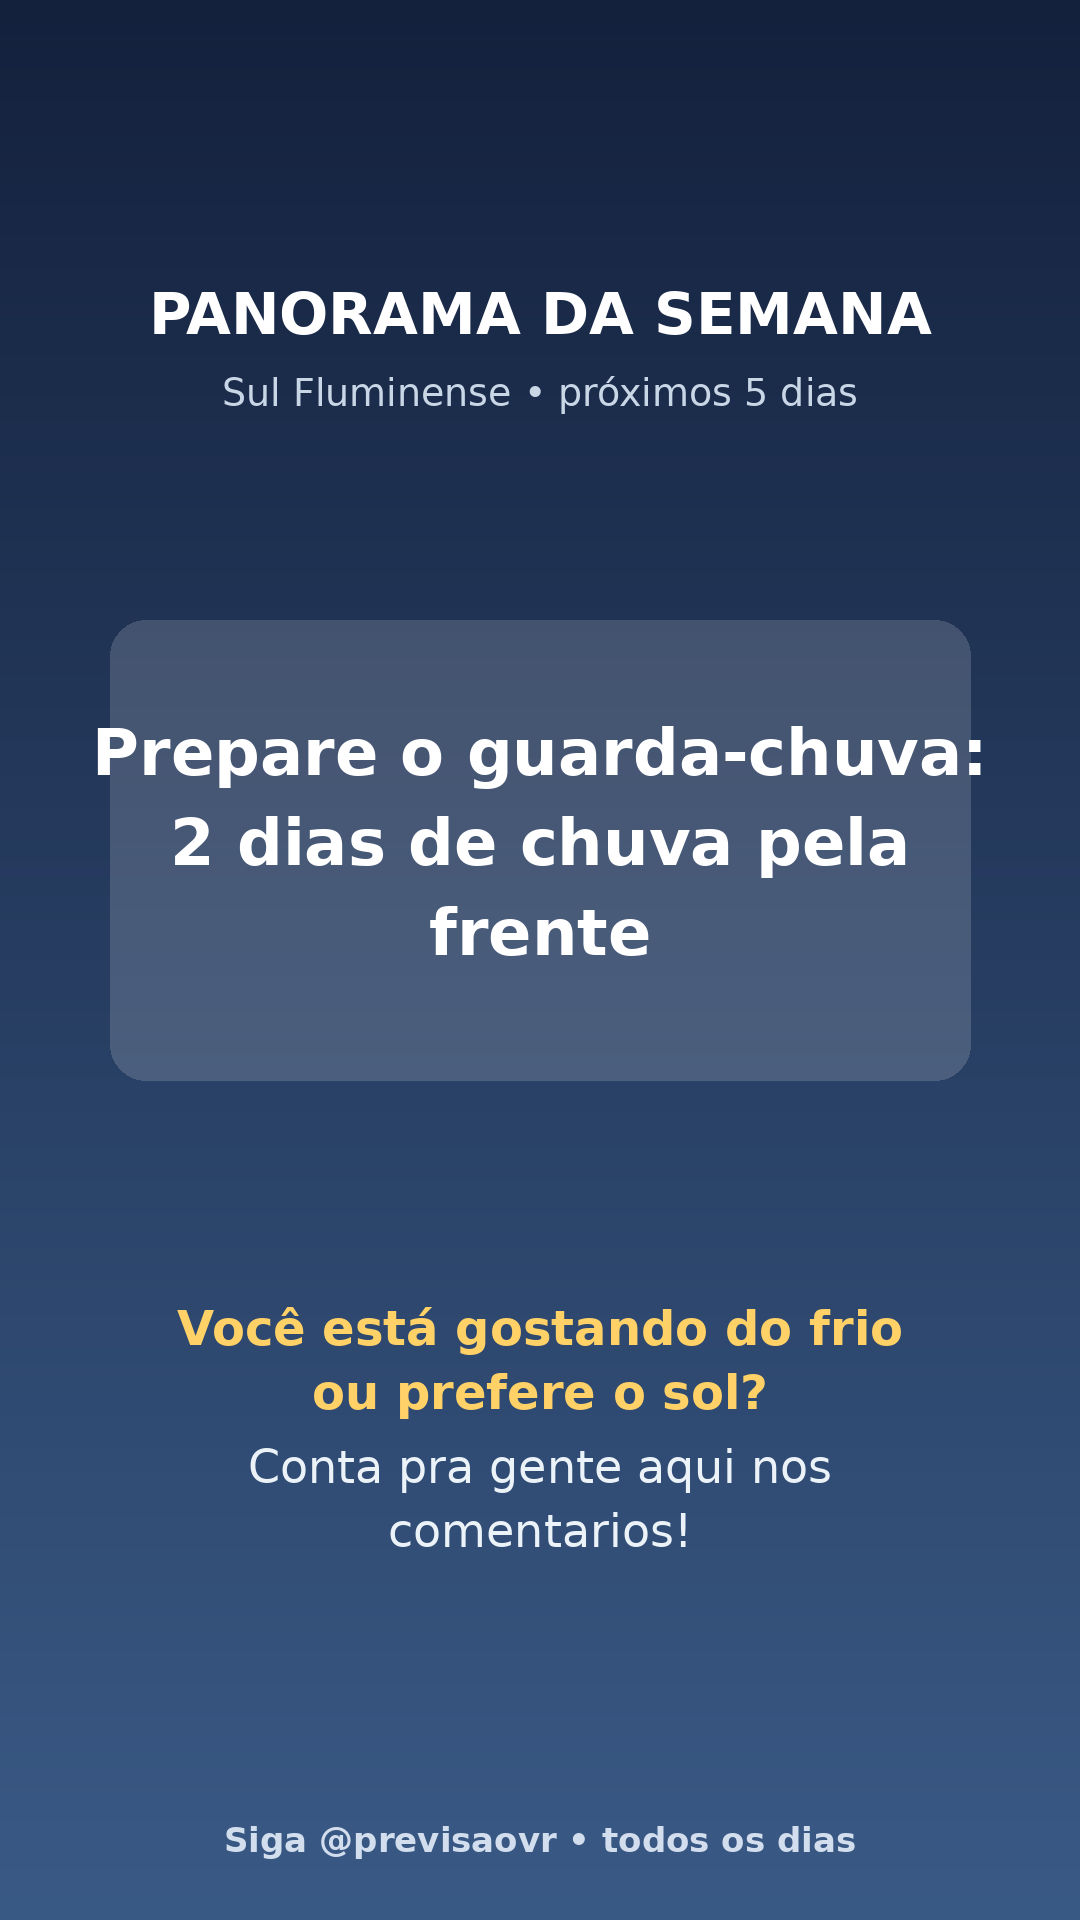 PANORAMA DA SEMANA
Sul Fluminense • próximos 5 dias
Prepare o guarda-chuva:
2 dias de chuva pela
frente
Você está gostando do frio
ou prefere o sol?
Conta pra gente aqui nos
comentarios!
Siga @previsaovr • todos os dias